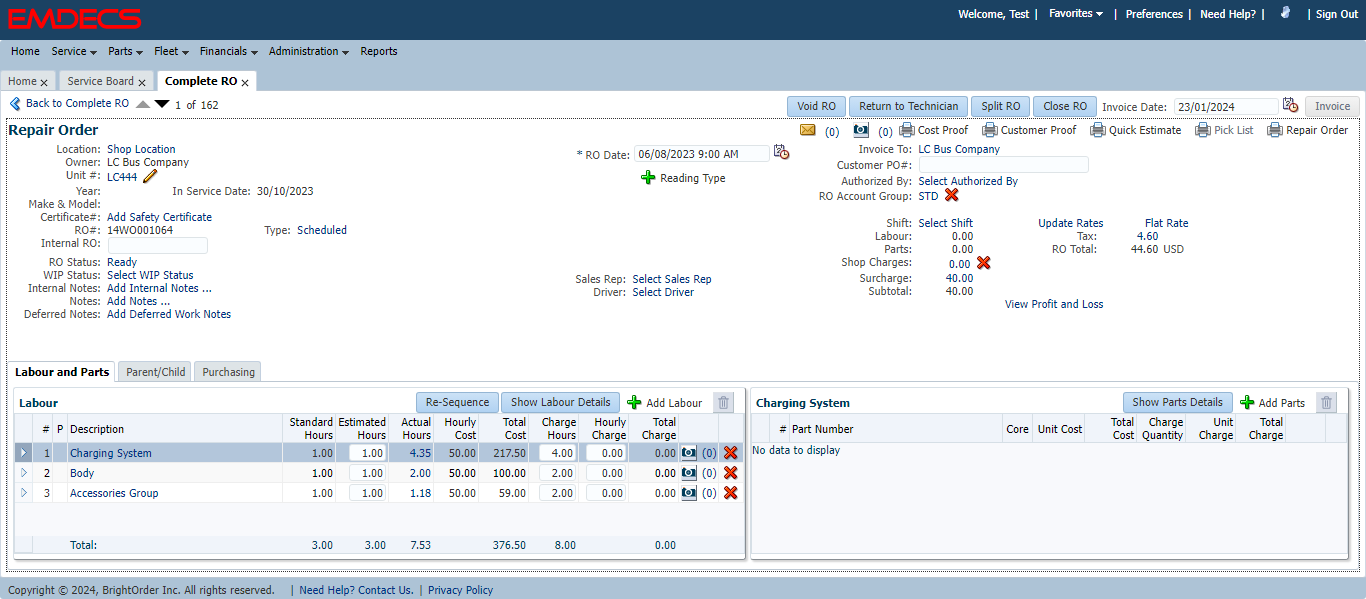 EMDECS
Welcome, Test | Favorites | Preferences | Need Help? | | Sign Out
Home Service Parts Fleet Financials Administration Reports
Home x Service Board x Complete RO x
Back to Complete RO 1 of 162
Void RO Return to Technician Split RO Close RO Invoice Date: 23/01/2024 Invoice
Repair Order
(0) (0) Cost Proof Customer Proof Quick Estimate Pick List Repair Order
Location: Shop Location
Owner: LC Bus Company
Unit #: LC444
Year: In Service Date: 30/10/2023
Make & Model:
Certificate#: Add Safety Certificate
RO#: 14WO001064 Type: Scheduled
Internal RO:
RO Status: Ready
WIP Status: Select WIP Status
Internal Notes: Add Internal Notes ...
Notes: Add Notes ...
Deferred Notes: Add Deferred Work Notes
* RO Date: 06/08/2023 9:00 AM
Reading Type
Sales Rep: Select Sales Rep
Driver: Select Driver
Invoice To: LC Bus Company
Customer PO#:
Authorized By: Select Authorized By
RO Account Group: STD
Shift: Select Shift Update Rates Flat Rate
Labour: 0.00 Tax: 4.60
Parts: 0.00 RO Total: 44.60 USD
Shop Charges: 0.00
Surcharge: 40.00
Subtotal: 40.00
View Profit and Loss
Labour and Parts Parent/Child Purchasing
Labour Re-Sequence Show Labour Details Add Labour
# P Description Standard Hours Estimated Hours Actual Hours Hourly Cost Total Cost Charge Hours Hourly Charge Total Charge
1 Charging System 1.00 1.00 4.35 50.00 217.50 4.00 0.00 0.00 (0)
2 Body 1.00 1.00 2.00 50.00 100.00 2.00 0.00 0.00 (0)
3 Accessories Group 1.00 1.00 1.18 50.00 59.00 2.00 0.00 0.00 (0)
Total: 3.00 3.00 7.53 376.50 8.00 0.00
Charging System Show Parts Details Add Parts
# Part Number Core Unit Cost Total Cost Charge Quantity Unit Charge Total Charge
No data to display
Copyright © 2024, BrightOrder Inc. All rights reserved. | Need Help? Contact Us. | Privacy Policy